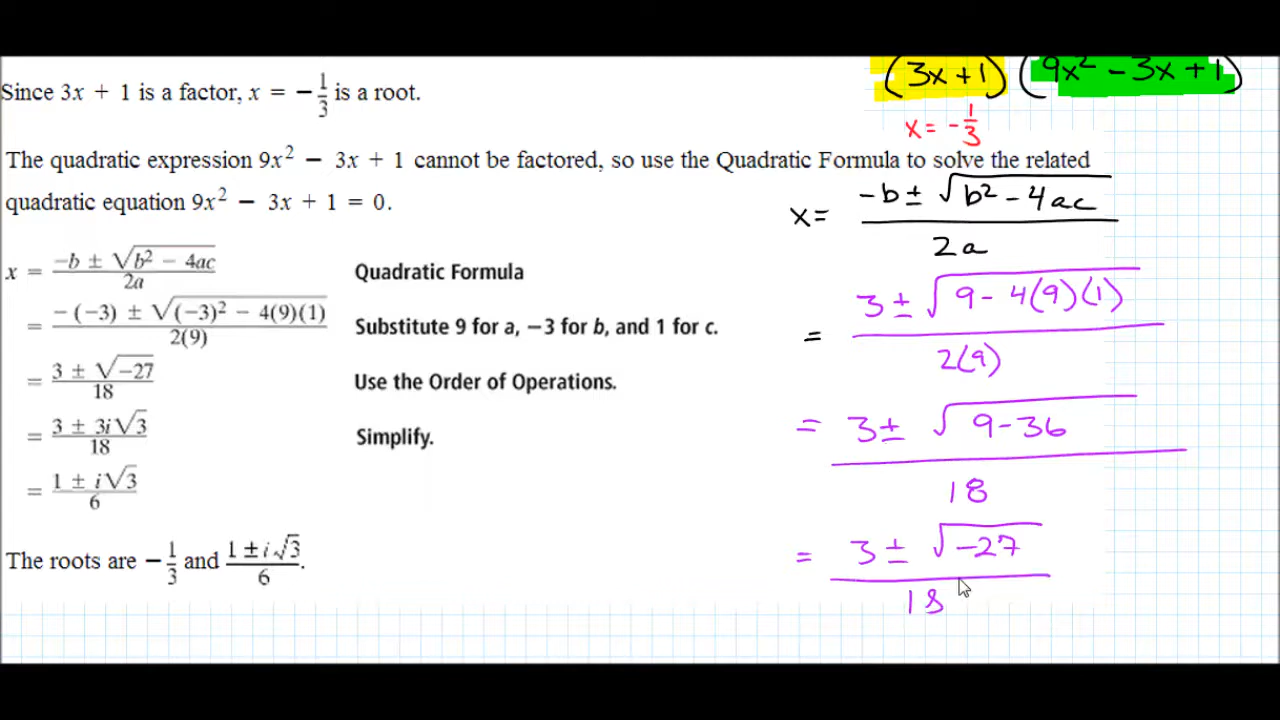 Since 3x + 1 is a factor, x = −1/3 is a root.
The quadratic expression 9x² − 3x + 1 cannot be factored, so use the Quadratic Formula to solve the related
quadratic equation 9x² − 3x + 1 = 0.
x = (−b ± √(b² − 4ac))/2a Quadratic Formula
= (−(−3) ± √((−3)² − 4(9)(1)))/2(9) Substitute 9 for a, −3 for b, and 1 for c.
= (3 ± √−27)/18 Use the Order of Operations.
= (3 ± 3i√3)/18 Simplify.
= (1 ± i√3)/6
The roots are −1/3 and (1 ± i√3)/6.
(3x + 1) (9x² − 3x + 1)
x = −1/3
x = (−b ± √(b² − 4ac))/2a
= (3 ± √(9 − 4(9)(1)))/2(9)
= (3 ± √(9 − 36))/18
= (3 ± √−27)/18